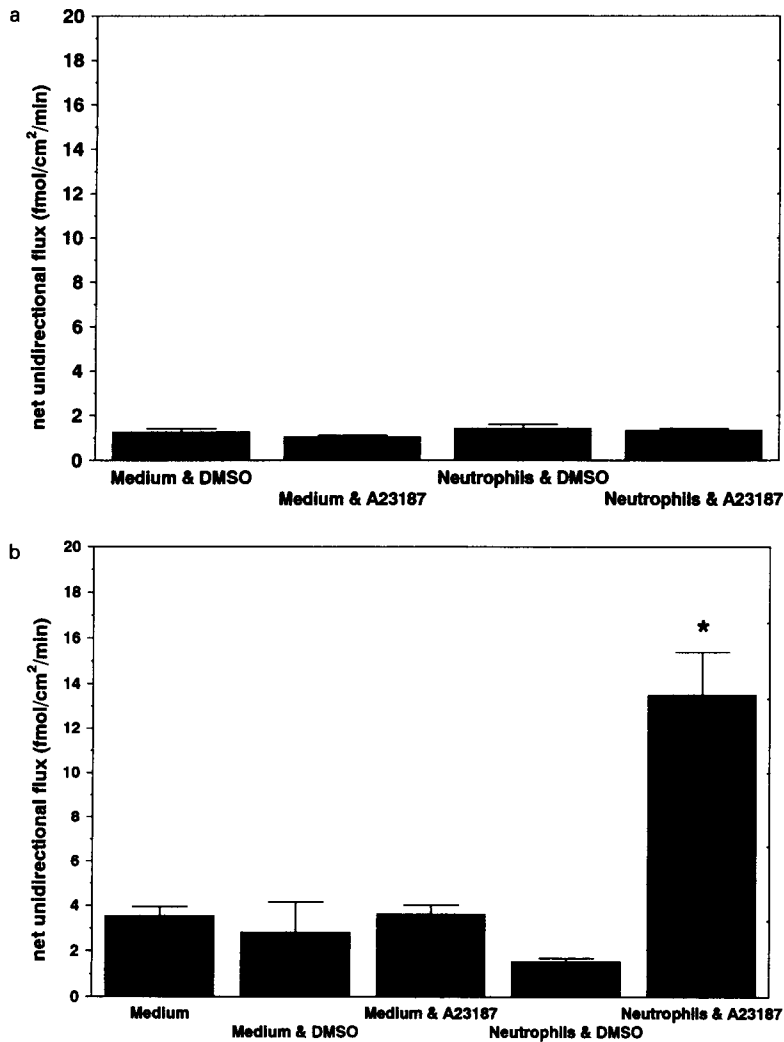 a
20
18
16
14
12
10
8
6
4
2
0
net unidirectional flux (fmol/cm²/min)
Medium & DMSO
Medium & A23187
Neutrophils & DMSO
Neutrophils & A23187
b
20
18
16
14
12
10
8
6
4
2
0
net unidirectional flux (fmol/cm²/min)
*
Medium
Medium & DMSO
Medium & A23187
Neutrophils & DMSO
Neutrophils & A23187